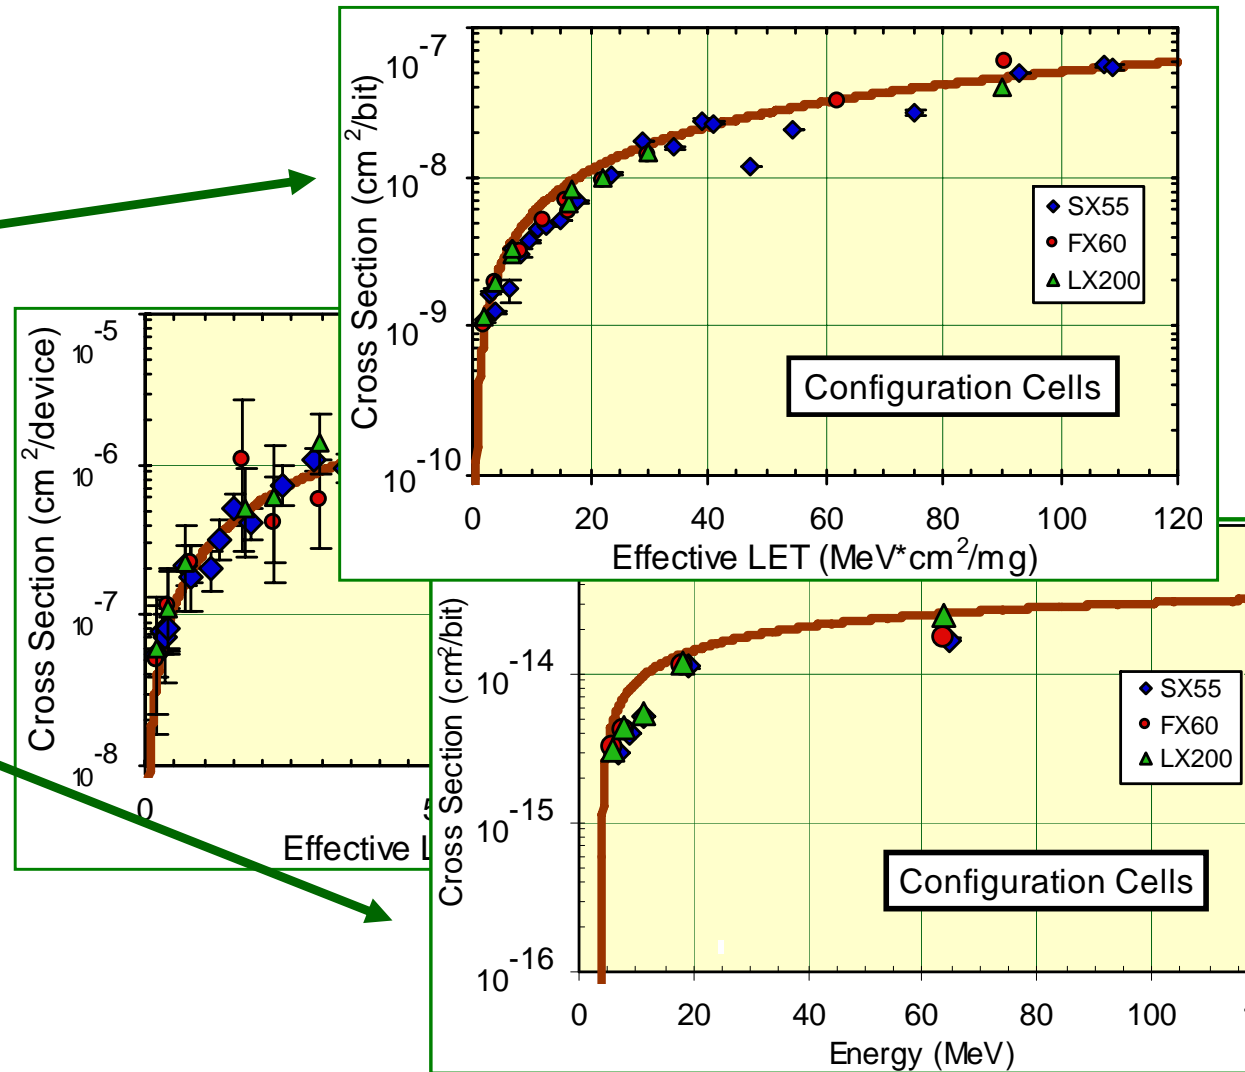 10-7
10-8
10-9
10-10
Cross Section (cm2/bit)
SX55
FX60
LX200
Configuration Cells
0 20 40 60 80 100 120
Effective LET (MeV*cm2/mg)
10-5
10-6
10-7
10-8
Cross Section (cm2/device)
0
Effective
10-14
10-15
10-16
Cross Section (cm2/bit)
SX55
FX60
LX200
Configuration Cells
0 20 40 60 80 100
Energy (MeV)